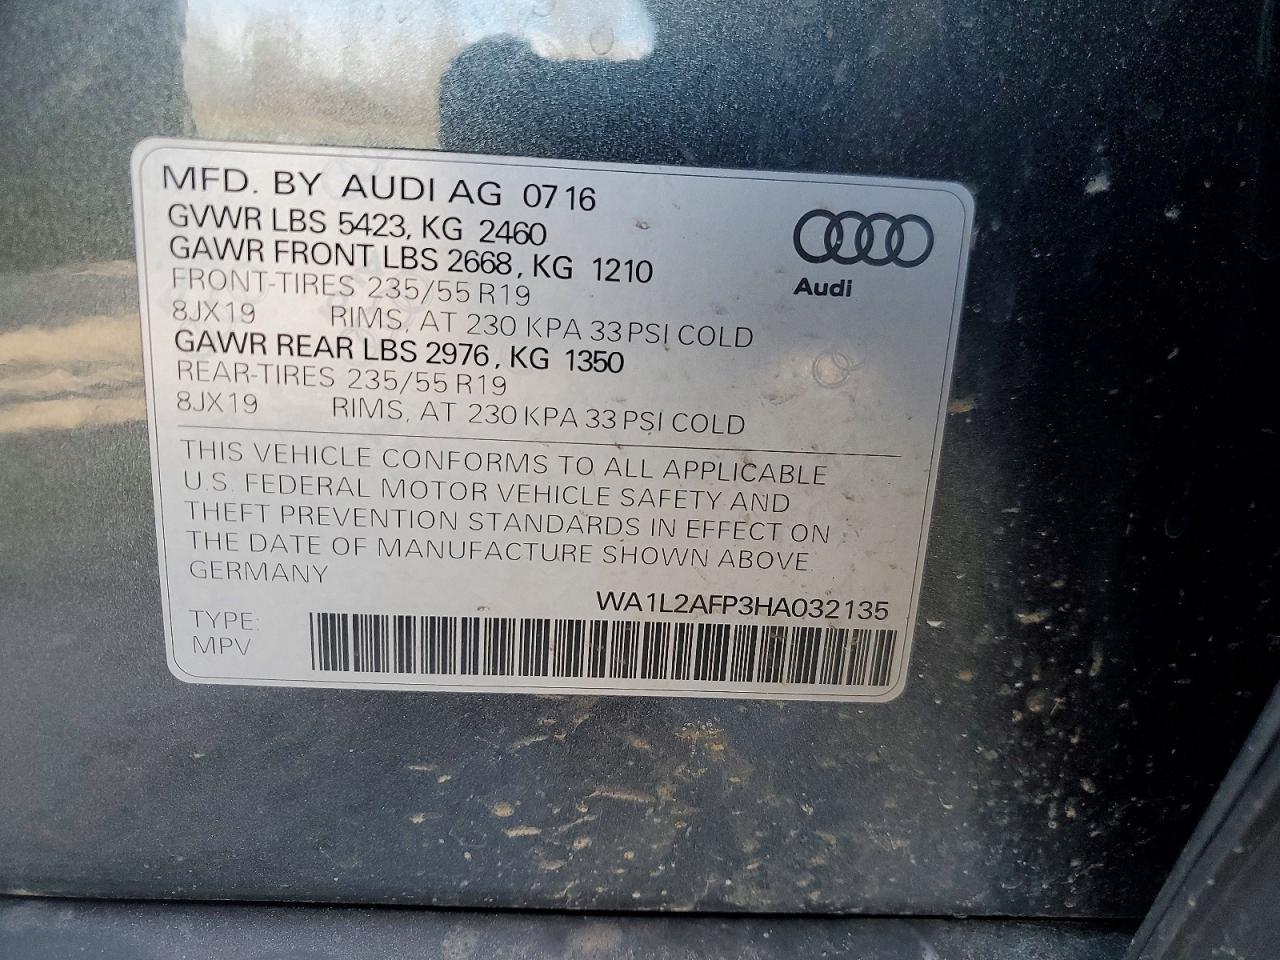 MFD. BY AUDI AG 07 16
GVWR LBS 5423, KG 2460
GAWR FRONT LBS 2668, KG 1210
FRONT-TIRES 235/55 R19
8JX19 RIMS, AT 230 KPA 33 PSI COLD
GAWR REAR LBS 2976, KG 1350
REAR-TIRES 235/55 R19
8JX19 RIMS, AT 230 KPA 33 PSI COLD
Audi
THIS VEHICLE CONFORMS TO ALL APPLICABLE
U.S. FEDERAL MOTOR VEHICLE SAFETY AND
THEFT PREVENTION STANDARDS IN EFFECT ON
THE DATE OF MANUFACTURE SHOWN ABOVE.
GERMANY
WA1L2AFP3HA032135
TYPE:
MPV